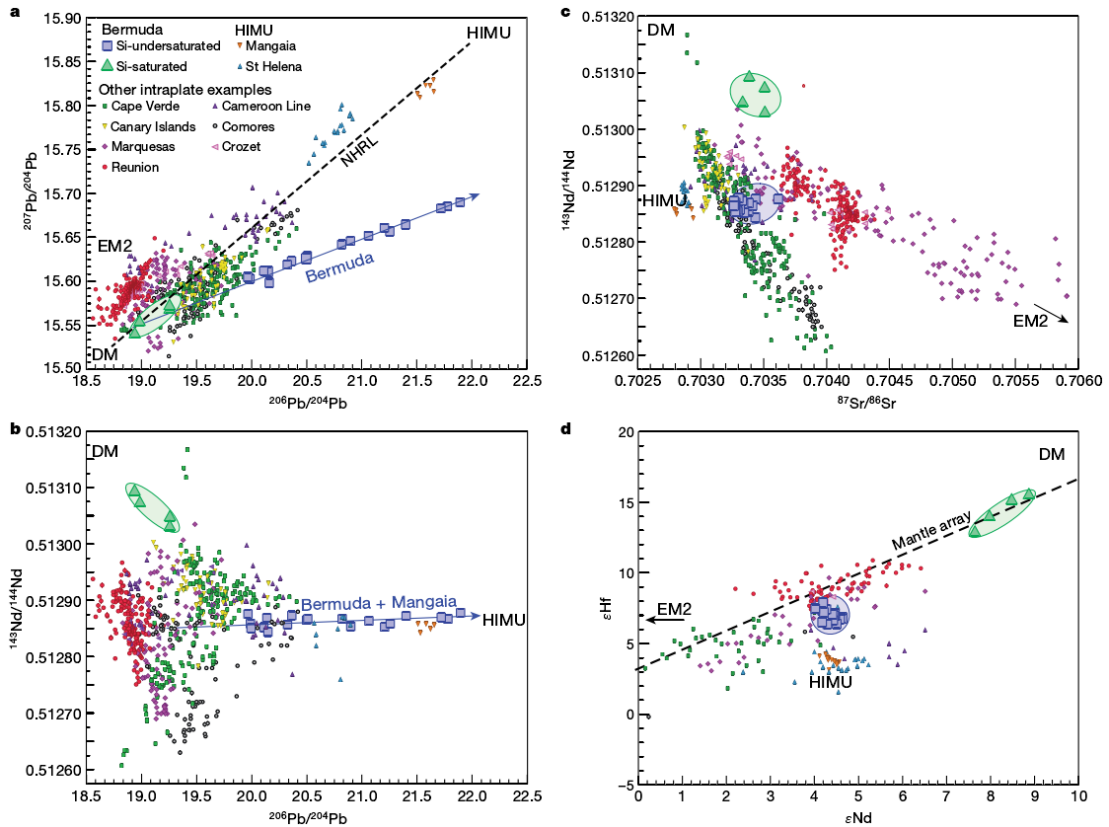 a
15.90
15.85
15.80
15.75
15.70
15.65
15.60
15.55
15.50
²⁰⁷Pb/²⁰⁴Pb
Bermuda
Si-undersaturated
Si-saturated
HIMU
Mangaia
St Helena
Other intraplate examples
Cape Verde
Canary Islands
Marquesas
Reunion
Cameroon Line
Comores
Crozet
HIMU
NHRL
EM2
Bermuda
DM
18.5 19.0 19.5 20.0 20.5 21.0 21.5 22.0 22.5
²⁰⁶Pb/²⁰⁴Pb
c
0.51320
0.51310
0.51300
0.51290
0.51280
0.51270
0.51260
¹⁴³Nd/¹⁴⁴Nd
DM
HIMU
EM2
0.7025 0.7030 0.7035 0.7040 0.7045 0.7050 0.7055 0.7060
⁸⁷Sr/⁸⁶Sr
b
0.51320
0.51310
0.51300
0.51290
0.51280
0.51270
0.51260
¹⁴³Nd/¹⁴⁴Nd
DM
Bermuda + Mangaia
HIMU
18.5 19.0 19.5 20.0 20.5 21.0 21.5 22.0 22.5
²⁰⁶Pb/²⁰⁴Pb
d
20
15
10
5
0
−5
εHf
DM
Mantle array
EM2
HIMU
0 1 2 3 4 5 6 7 8 9 10
εNd